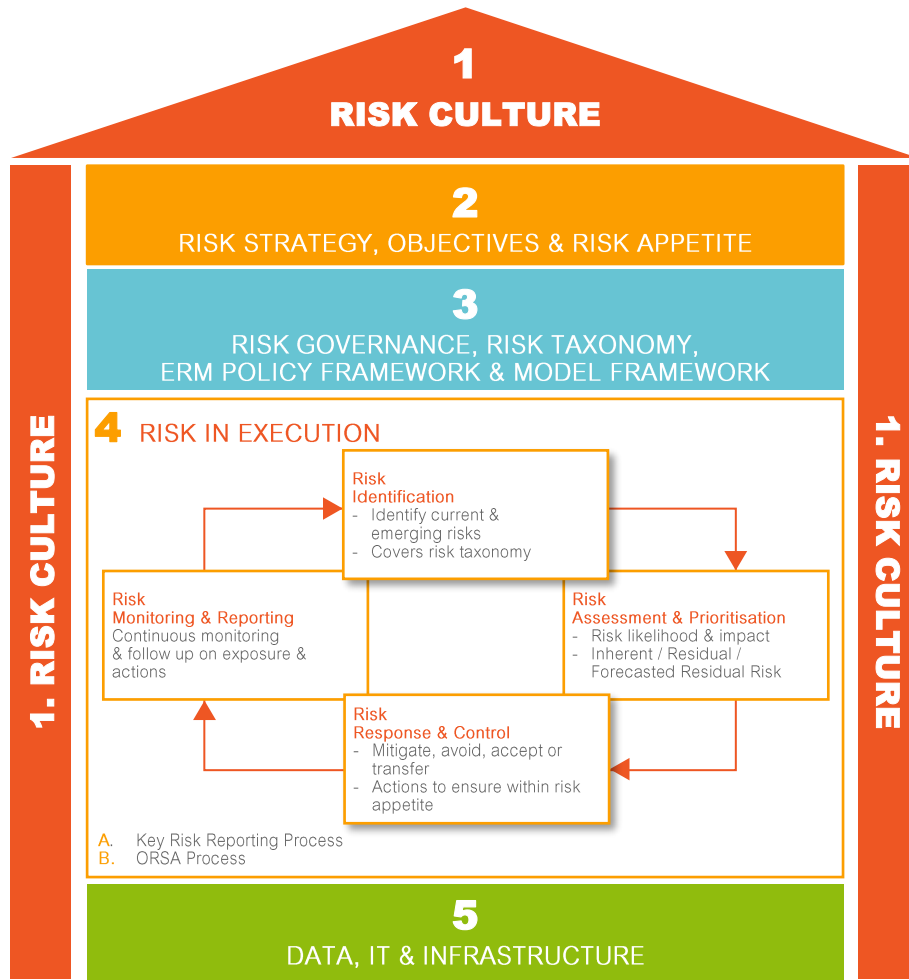 1
RISK CULTURE
2
RISK STRATEGY, OBJECTIVES & RISK APPETITE
3
RISK GOVERNANCE, RISK TAXONOMY,
ERM POLICY FRAMEWORK & MODEL FRAMEWORK
1. RISK CULTURE
4 RISK IN EXECUTION
Risk
Identification
- Identify current &
emerging risks
- Covers risk taxonomy
Risk
Assessment & Prioritisation
- Risk likelihood & impact
- Inherent / Residual /
Forecasted Residual Risk
Risk
Response & Control
- Mitigate, avoid, accept or
transfer
- Actions to ensure within risk
appetite
Risk
Monitoring & Reporting
Continuous monitoring
& follow up on exposure &
actions
A. Key Risk Reporting Process
B. ORSA Process
1. RISK CULTURE
5
DATA, IT & INFRASTRUCTURE